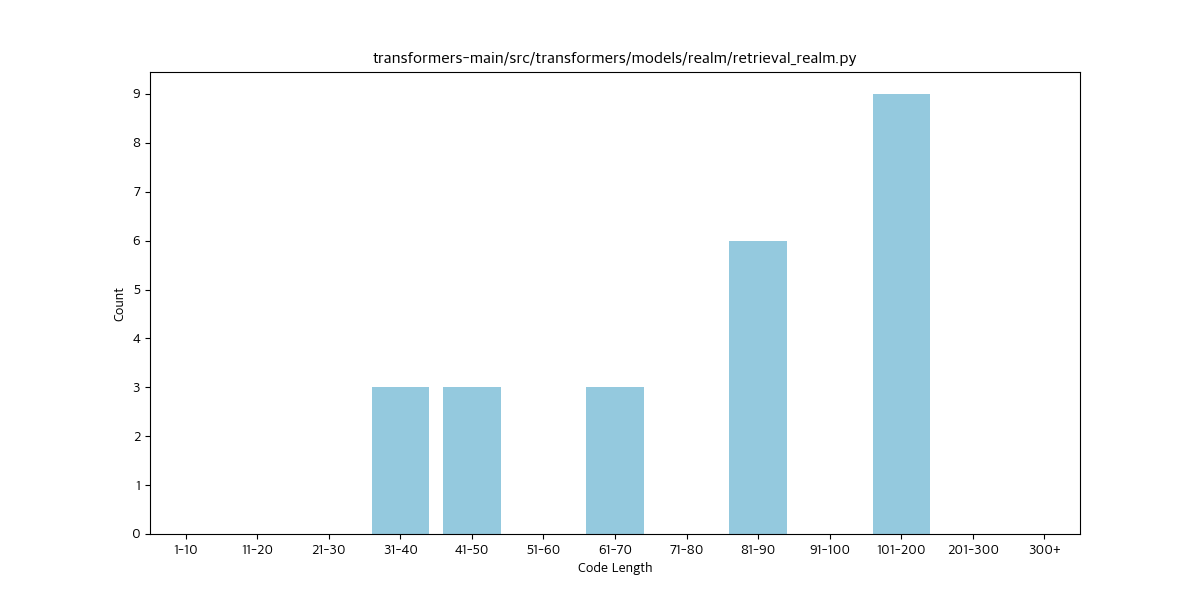 transformers-main/src/transformers/models/realm/retrieval_realm.py
9
8
7
6
5
4
3
2
1
0
Count
1-10 11-20 21-30 31-40 41-50 51-60 61-70 71-80 81-90 91-100 101-200 201-300 300+
Code Length